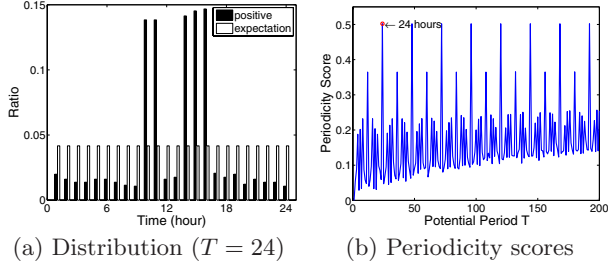 0.15
0.1
0.05
0
0
6
12
18
24
Ratio
Time (hour)
positive
expectation
0.5
0.4
0.3
0.2
0.1
0
0
50
100
150
200
Periodicity Score
Potential Period T
← 24 hours
(a) Distribution (T = 24)
(b) Periodicity scores